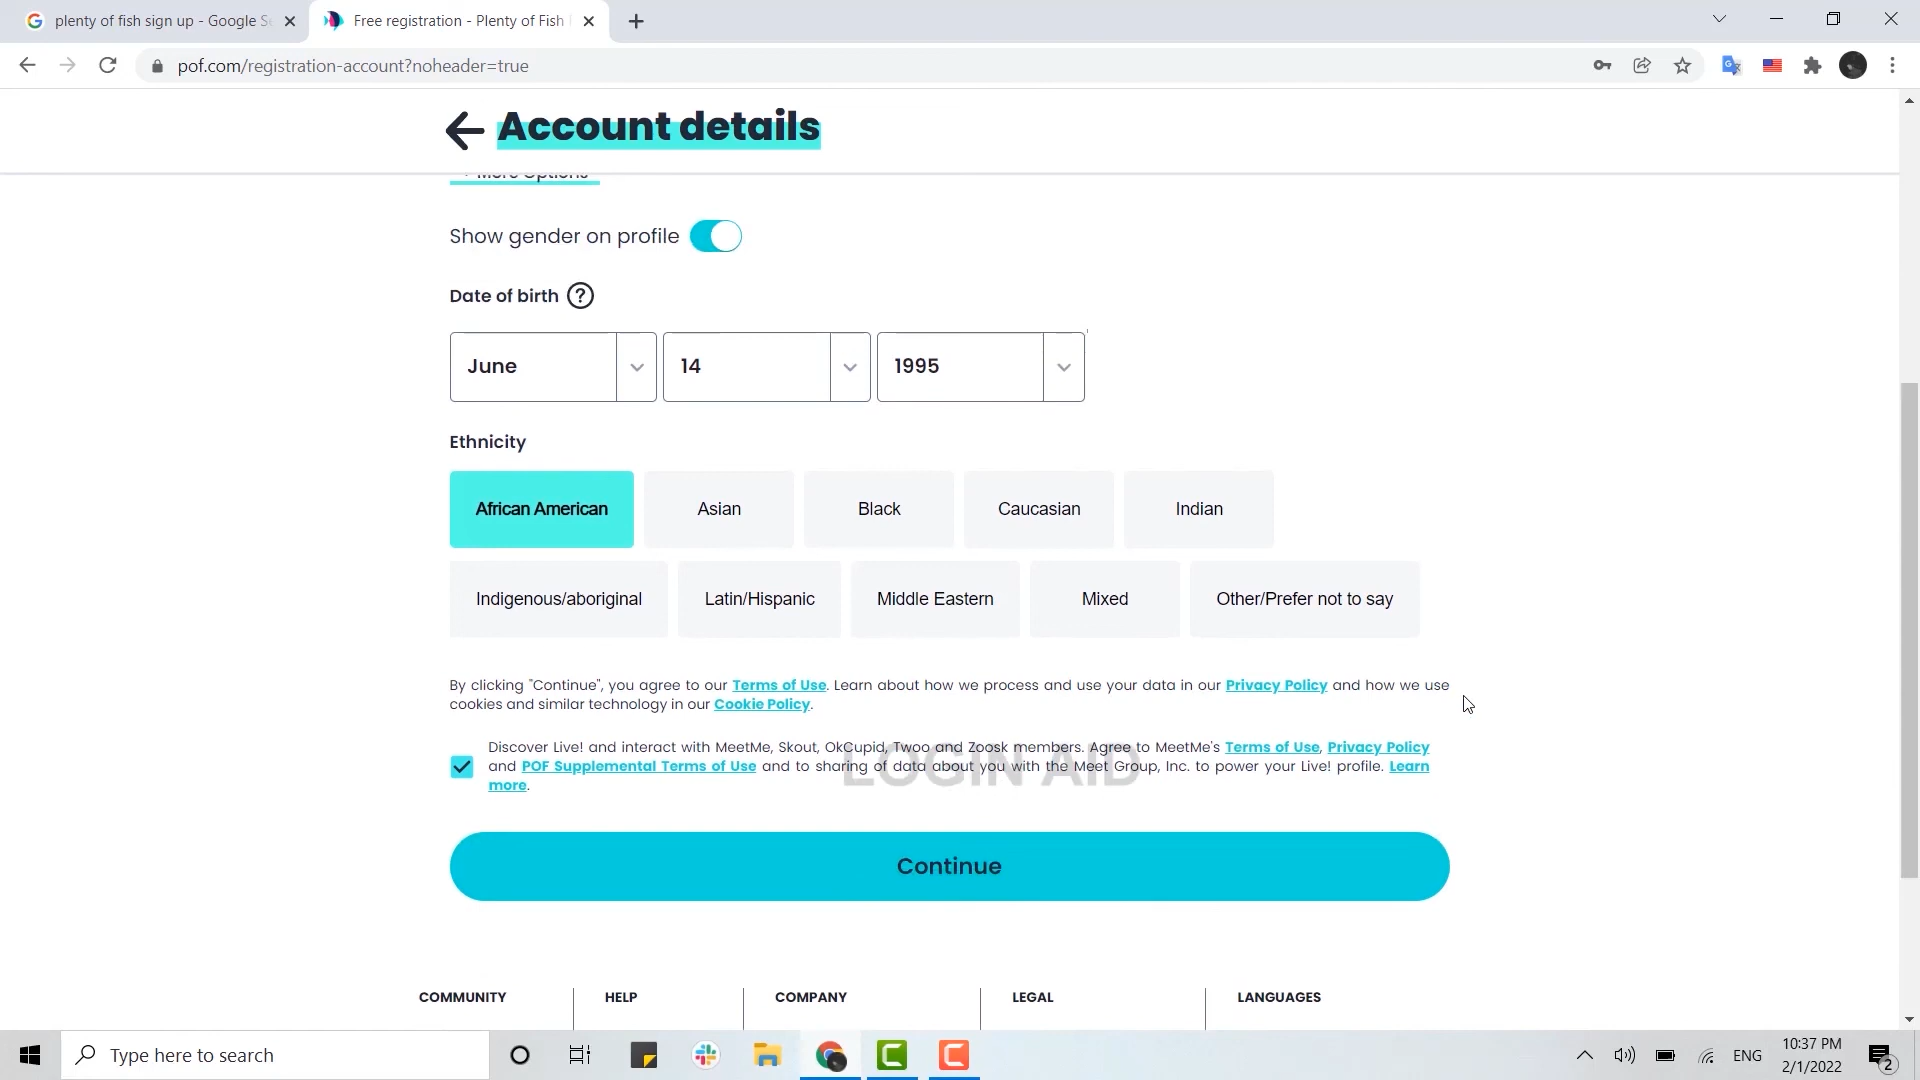 plenty of fish sign up - Google Se
Free registration - Plenty of Fish
pof.com/registration-account?noheader=true
Account details
+ More Options
Show gender on profile
Date of birth ?
June 14 1995
Ethnicity
African American Asian Black Caucasian Indian
Indigenous/aboriginal Latin/Hispanic Middle Eastern Mixed Other/Prefer not to say
By clicking "Continue", you agree to our Terms of Use. Learn about how we process and use your data in our Privacy Policy and how we use
cookies and similar technology in our Cookie Policy.
Discover Live! and interact with MeetMe, Skout, OkCupid, Twoo and Zoosk members. Agree to MeetMe's Terms of Use, Privacy Policy
and POF Supplemental Terms of Use and to sharing of data about you with the Meet Group, Inc. to power your Live! profile. Learn
more.
LOGIN AID
Continue
COMMUNITY HELP COMPANY LEGAL LANGUAGES
Type here to search
ENG
10:37 PM
2/1/2022
2